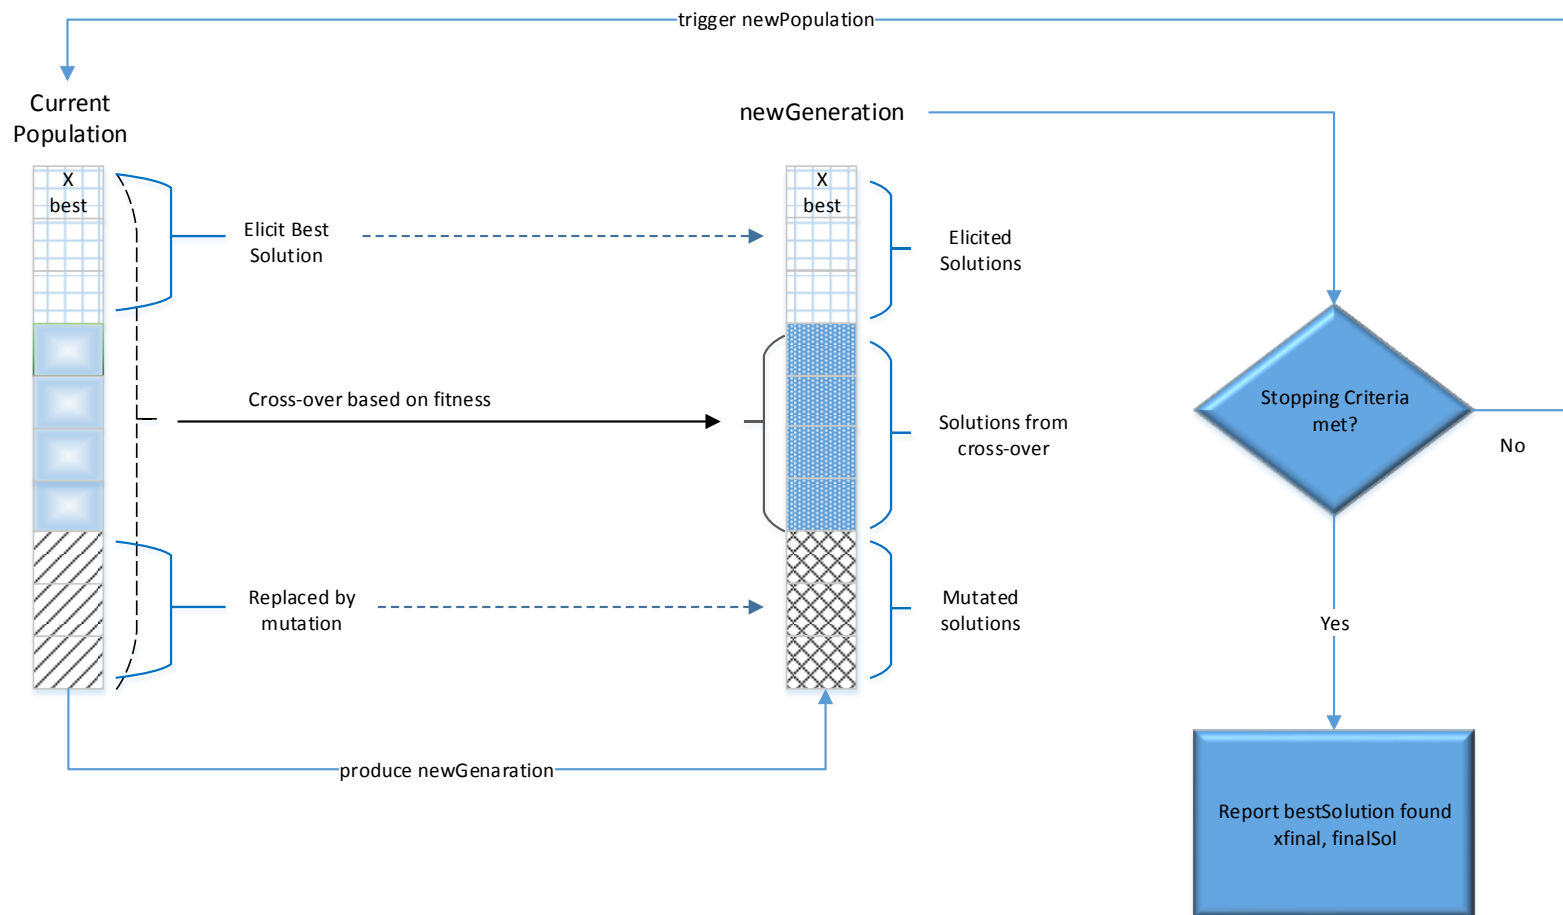 trigger newPopulation
Current
Population
newGeneration
X
best
X
best
Elicit Best
Solution
Elicited
Solutions
Cross-over based on fitness
Solutions from
cross-over
Stopping Criteria
met?
No
Replaced by
mutation
Mutated
solutions
Yes
produce newGenaration
Report bestSolution found
xfinal, finalSol